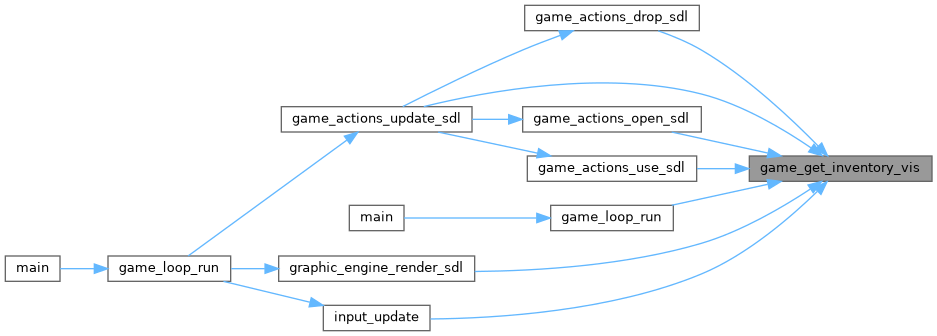 game_actions_drop_sdl
game_actions_update_sdl
game_actions_open_sdl
game_actions_use_sdl
game_get_inventory_vis
main
game_loop_run
main
game_loop_run
graphic_engine_render_sdl
input_update